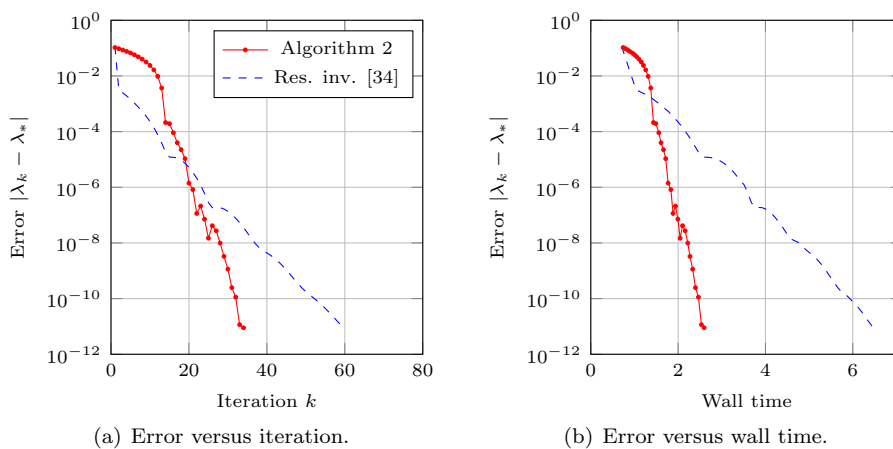 10^0
10^−2
10^−4
10^−6
10^−8
10^−10
10^−12
Error |λ_k − λ_*|
0 20 40 60 80
Iteration k
Algorithm 2
Res. inv. [34]
(a) Error versus iteration.
10^0
10^−2
10^−4
10^−6
10^−8
10^−10
10^−12
Error |λ_k − λ_*|
0 2 4 6
Wall time
(b) Error versus wall time.